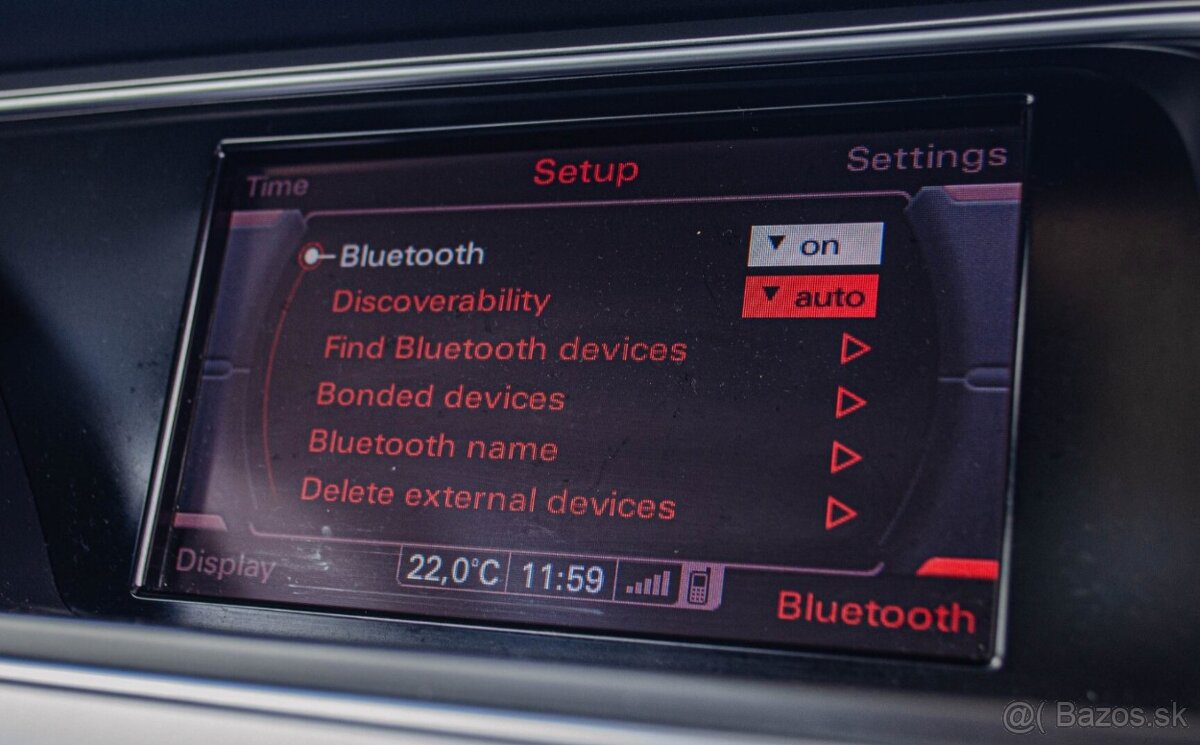 Time Setup Settings
Bluetooth ▼ on
Discoverability ▼ auto
Find Bluetooth devices
Bonded devices
Bluetooth name
Delete external devices
Display 22,0°C 11:59 Bluetooth
@( Bazos.sk